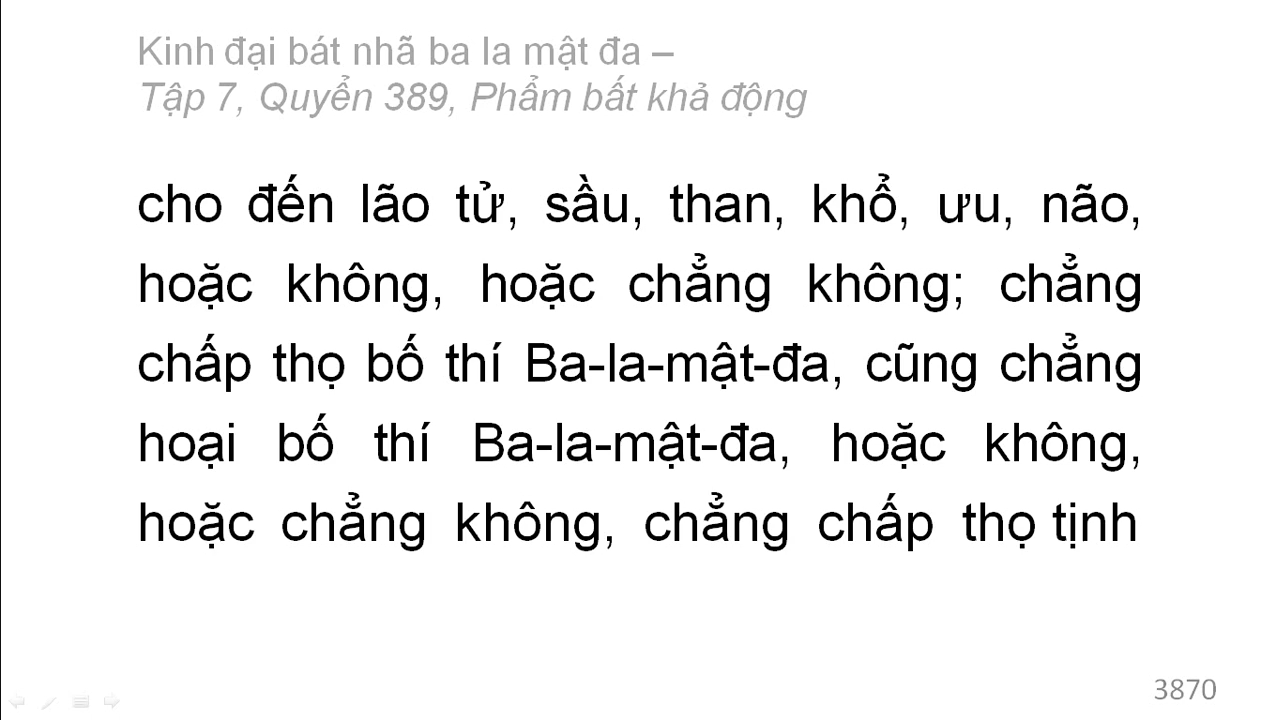 Kinh đại bát nhã ba la mật đa –
Tập 7, Quyển 389, Phẩm bất khả động
cho đến lão tử, sầu, than, khổ, ưu, não,
hoặc không, hoặc chẳng không; chẳng
chấp thọ bố thí Ba-la-mật-đa, cũng chẳng
hoại bố thí Ba-la-mật-đa, hoặc không,
hoặc chẳng không, chẳng chấp thọ tịnh
3870